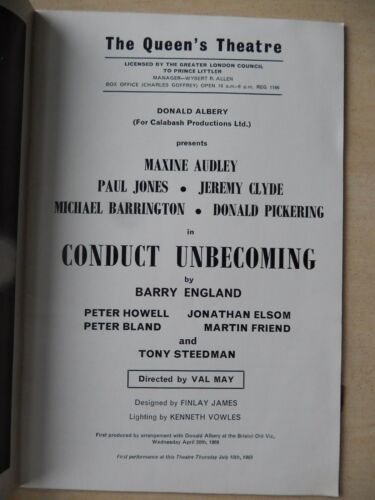 The Queen's Theatre
LICENSED BY THE GREATER LONDON COUNCIL
TO PRINCE LITTLER
MANAGER—WYBERT R. ALLEN
BOX OFFICE (CHARLES GOFFREY) OPEN 10 a.m.-8 p.m. REG 1166
DONALD ALBERY
(For Calabash Productions Ltd.)
presents
MAXINE AUDLEY
PAUL JONES • JEREMY CLYDE
MICHAEL BARRINGTON • DONALD PICKERING
in
CONDUCT UNBECOMING
by
BARRY ENGLAND
PETER HOWELL JONATHAN ELSOM
PETER BLAND MARTIN FRIEND
and
TONY STEEDMAN
Directed by VAL MAY
Designed by FINLAY JAMES
Lighting by KENNETH VOWLES
First produced by arrangement with Donald Albery at the Bristol Old Vic,
Wednesday April 30th, 1969
First performance at this Theatre Thursday July 10th, 1969